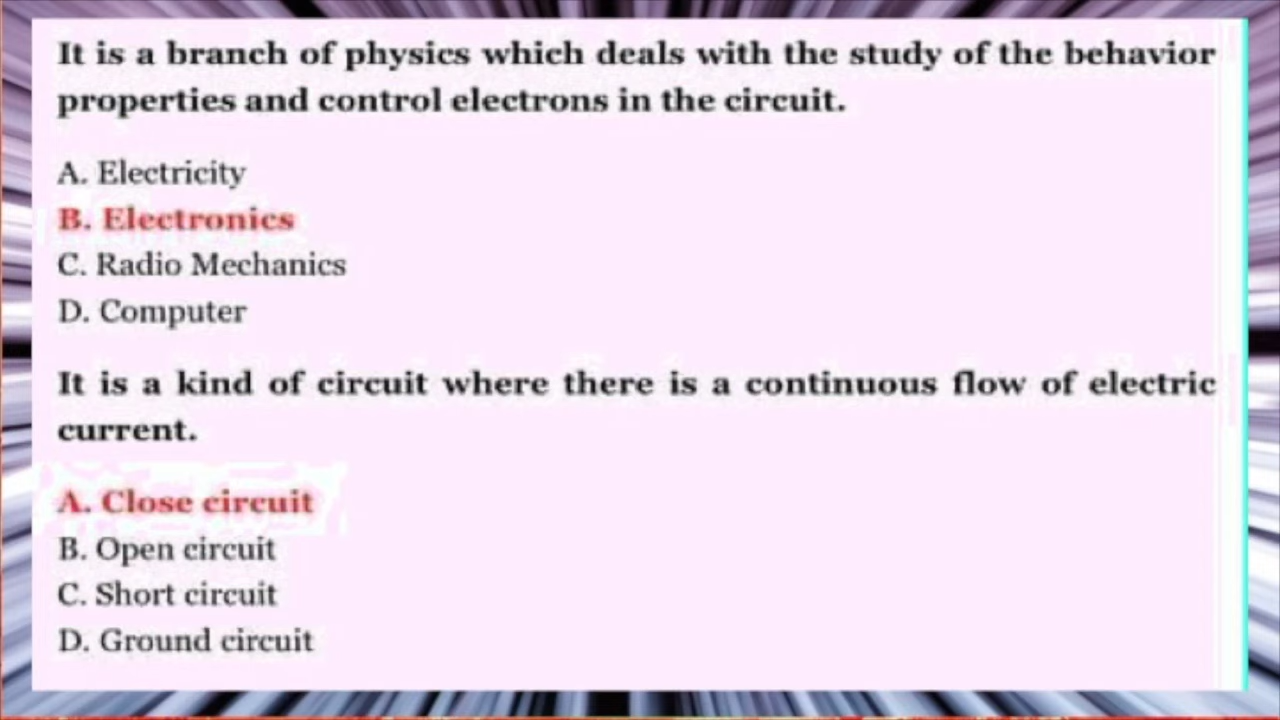 It is a branch of physics which deals with the study of the behavior
properties and control electrons in the circuit.
A. Electricity
B. Electronics
C. Radio Mechanics
D. Computer
It is a kind of circuit where there is a continuous flow of electric
current.
A. Close circuit
B. Open circuit
C. Short circuit
D. Ground circuit